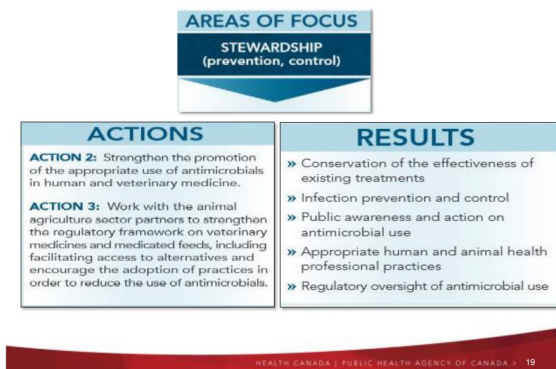 AREAS OF FOCUS
STEWARDSHIP
(prevention, control)
ACTIONS
ACTION 2: Strengthen the promotion
of the appropriate use of antimicrobials
in human and veterinary medicine.
ACTION 3: Work with the animal
agriculture sector partners to strengthen
the regulatory framework on veterinary
medicines and medicated feeds, including
facilitating access to alternatives and
encourage the adoption of practices in
order to reduce the use of antimicrobials.
RESULTS
» Conservation of the effectiveness of
existing treatments
» Infection prevention and control
» Public awareness and action on
antimicrobial use
» Appropriate human and animal health
professional practices
» Regulatory oversight of antimicrobial use
HEALTH CANADA | PUBLIC HEALTH AGENCY OF CANADA > 19